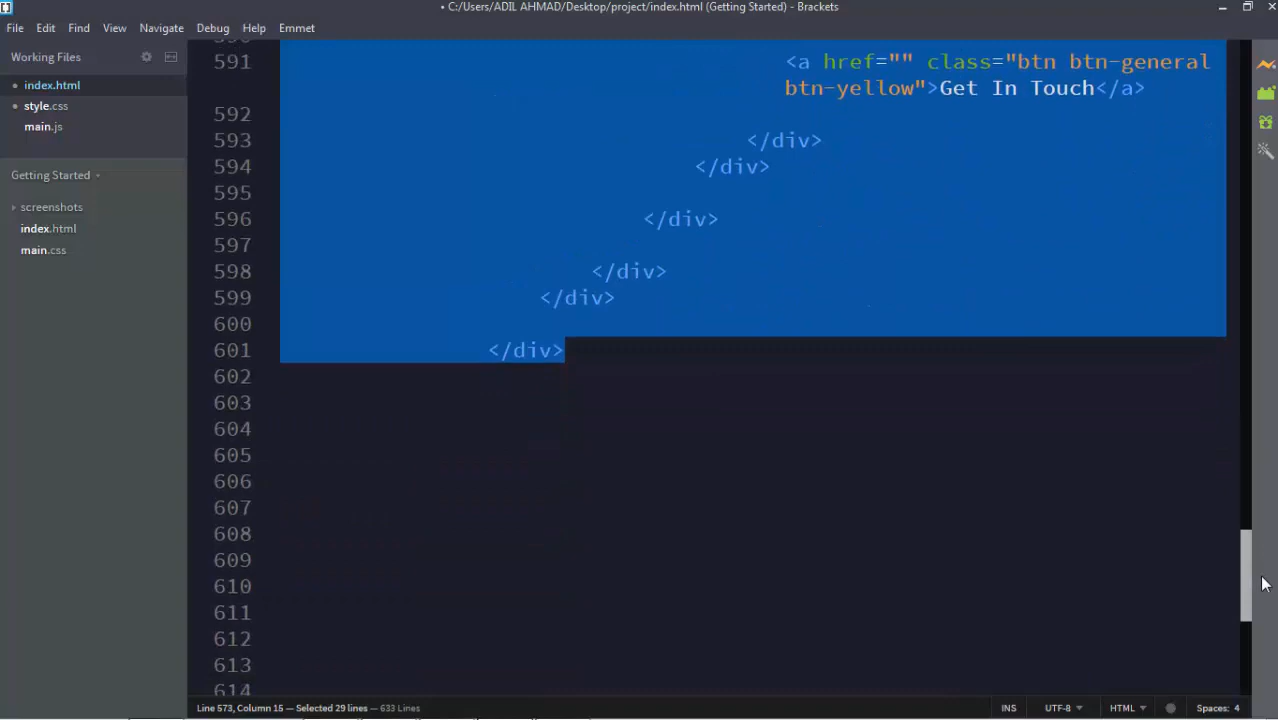 • C:/Users/ADIL AHMAD/Desktop/project/index.html (Getting Started) - Brackets
File Edit Find View Navigate Debug Help Emmet
Working Files
index.html
style.css
main.js
Getting Started
screenshots
index.html
main.css
590
591 <a href="" class="btn btn-general
btn-yellow">Get In Touch</a>
592
593 </div>
594 </div>
595
596 </div>
597
598 </div>
599 </div>
600
601 </div>
602
603
604
605
606
607
608
609
610
611
612
613
614
Line 573, Column 15 — Selected 29 lines — 633 Lines
INS UTF-8 HTML Spaces: 4